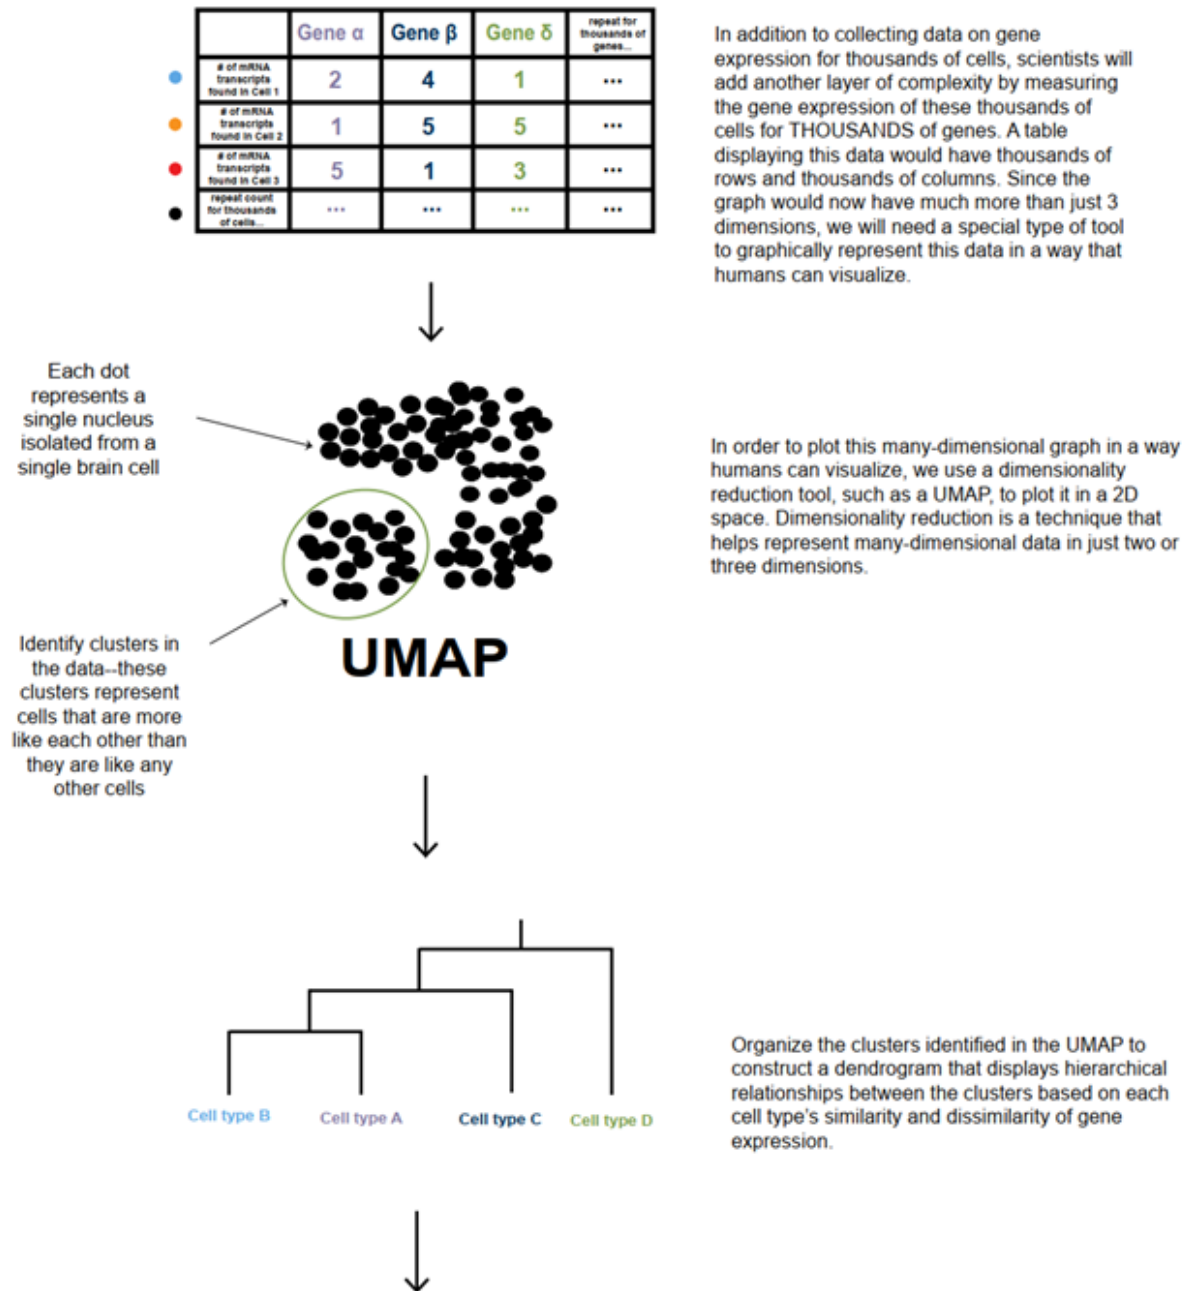 Gene α Gene β Gene δ repeat for
thousands of
genes...
# of mRNA
transcripts
found in Cell 1
2 4 1 ...
# of mRNA
transcripts
found in Cell 2
1 5 5 ...
# of mRNA
transcripts
found in Cell 3
5 1 3 ...
repeat count
for thousands
of cells...
... ... ... ...
In addition to collecting data on gene
expression for thousands of cells, scientists will
add another layer of complexity by measuring
the gene expression of these thousands of
cells for THOUSANDS of genes. A table
displaying this data would have thousands of
rows and thousands of columns. Since the
graph would now have much more than just 3
dimensions, we will need a special type of tool
to graphically represent this data in a way that
humans can visualize.
Each dot
represents a
single nucleus
isolated from a
single brain cell
In order to plot this many-dimensional graph in a way
humans can visualize, we use a dimensionality
reduction tool, such as a UMAP, to plot it in a 2D
space. Dimensionality reduction is a technique that
helps represent many-dimensional data in just two or
three dimensions.
Identify clusters in
the data--these
clusters represent
cells that are more
like each other than
they are like any
other cells
UMAP
Cell type B Cell type A Cell type C Cell type D
Organize the clusters identified in the UMAP to
construct a dendrogram that displays hierarchical
relationships between the clusters based on each
cell type's similarity and dissimilarity of gene
expression.